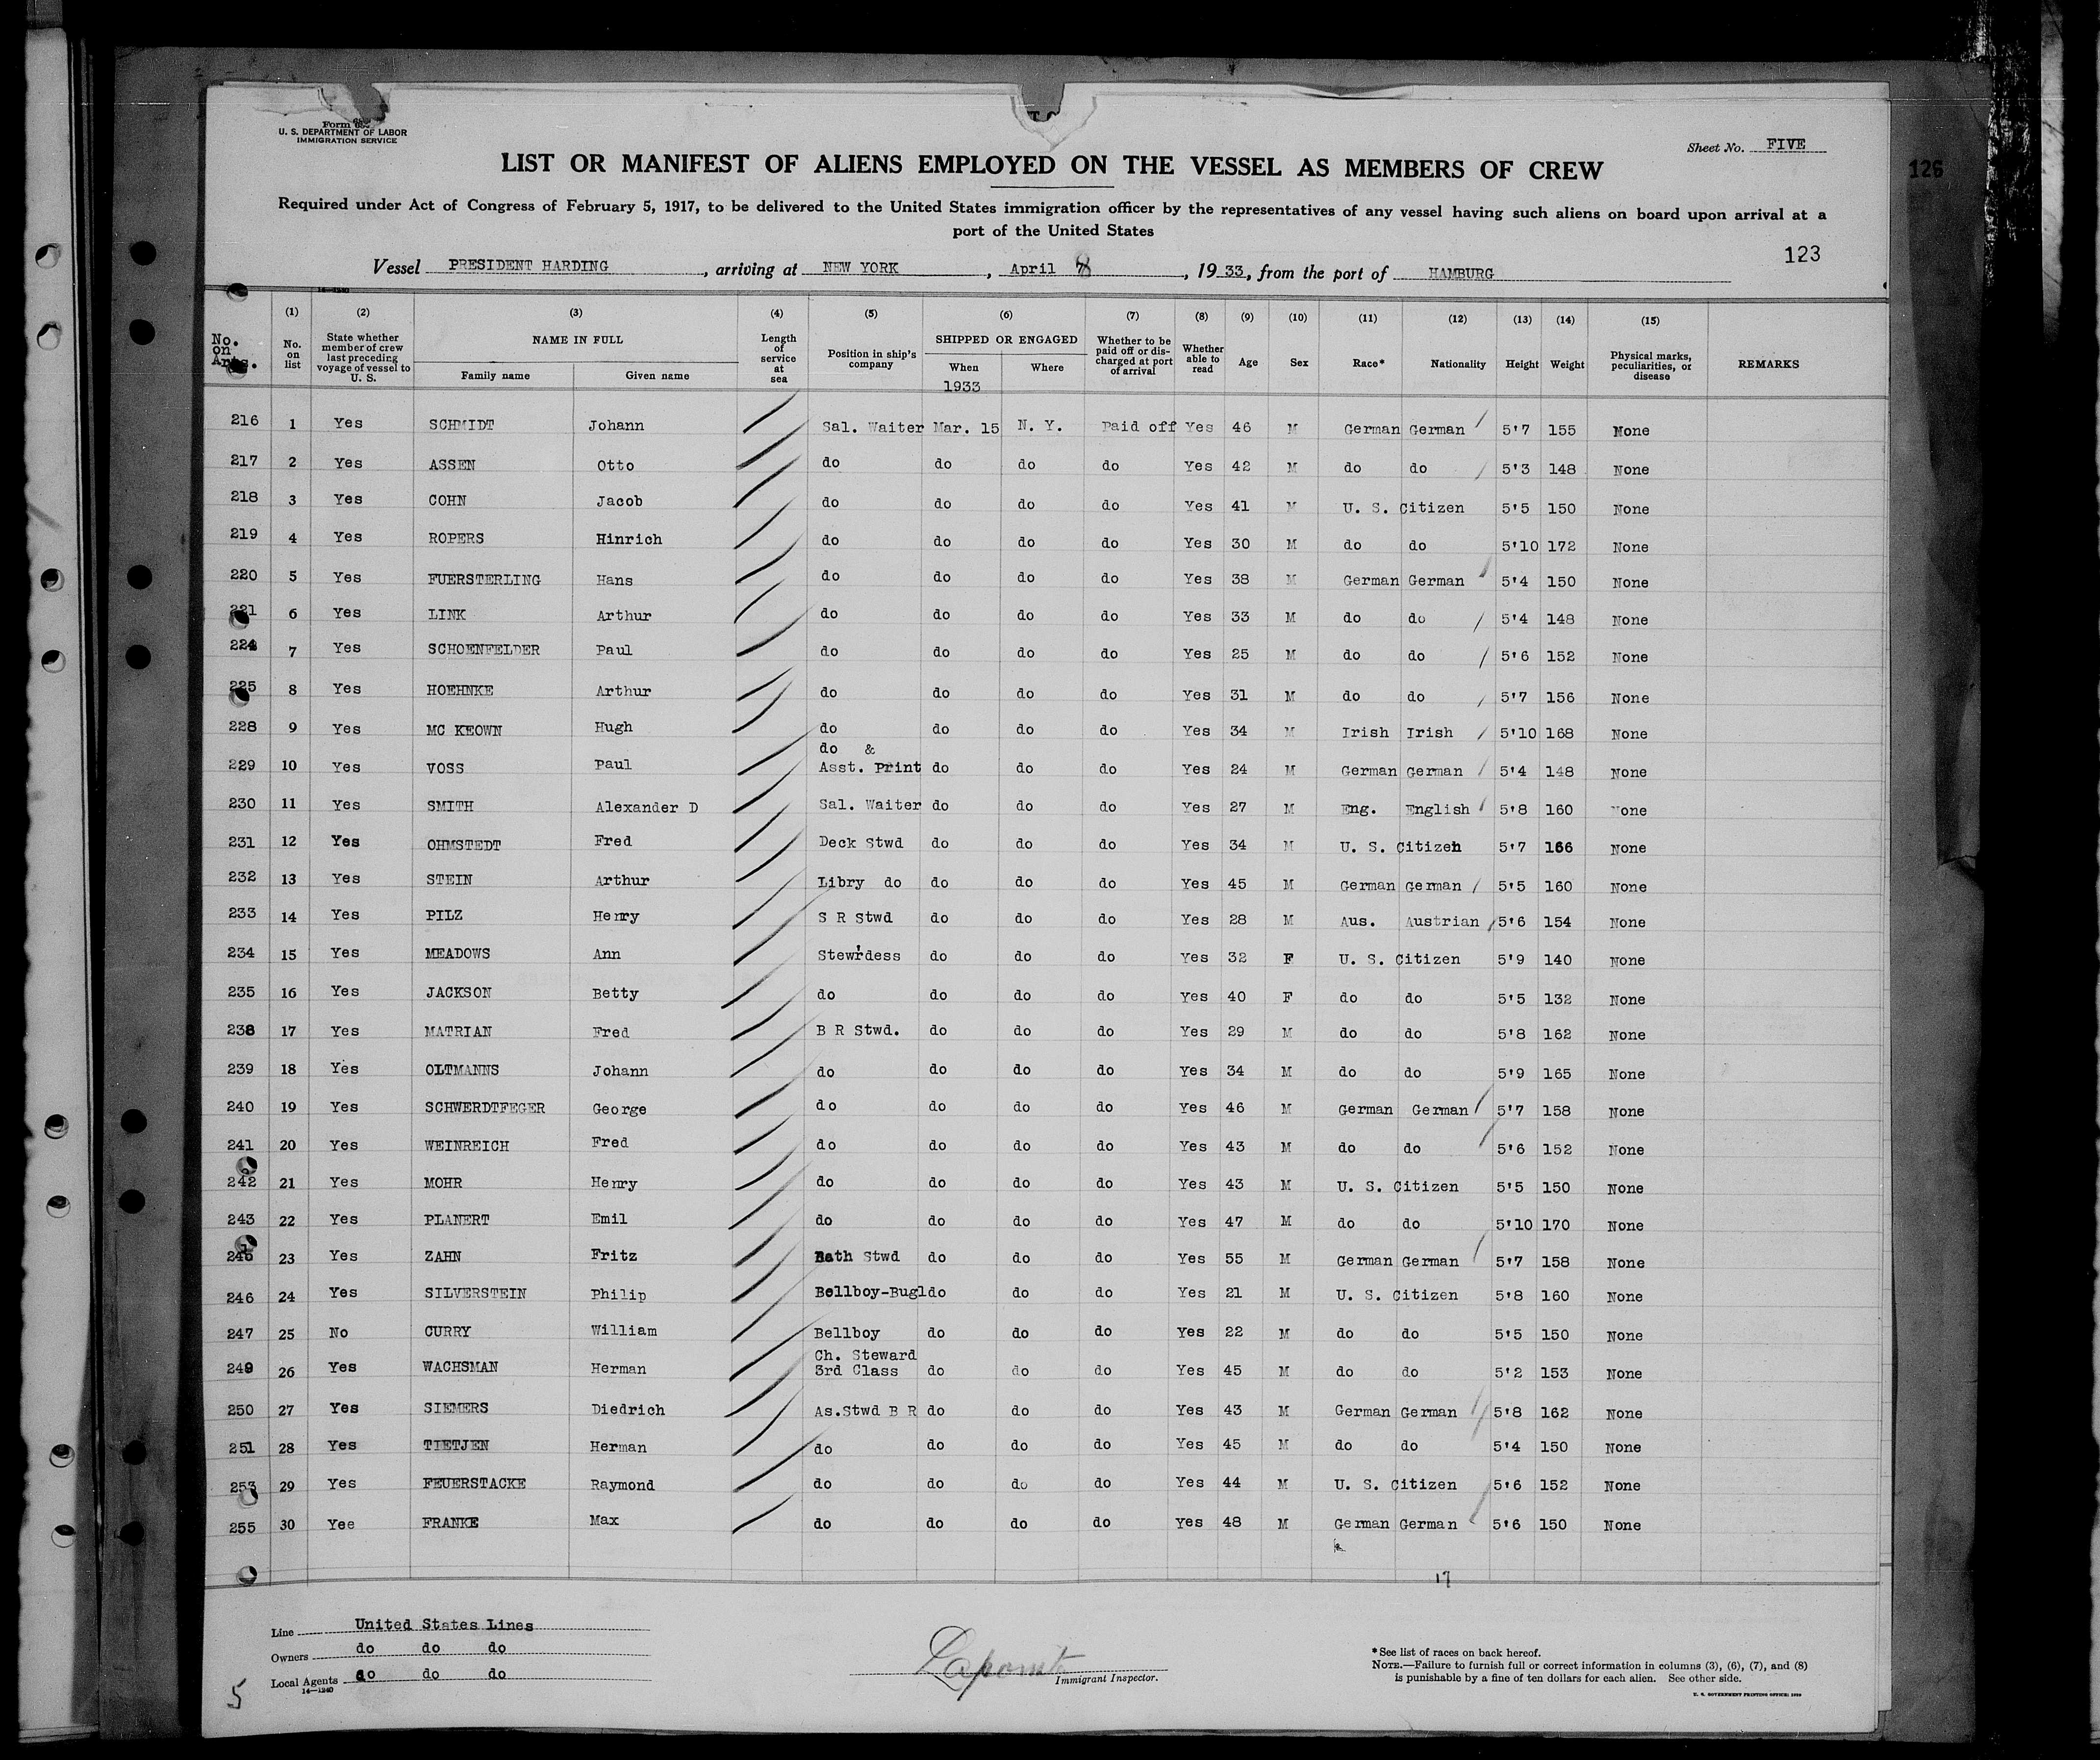 Form
U. S. DEPARTMENT OF LABOR
IMMIGRATION SERVICE
Sheet No. FIVE
LIST OR MANIFEST OF ALIENS EMPLOYED ON THE VESSEL AS MEMBERS OF CREW
126
Required under Act of Congress of February 5, 1917, to be delivered to the United States immigration officer by the representatives of any vessel having such aliens on board upon arrival at a
port of the United States
123
Vessel PRESIDENT HARDING, arriving at NEW YORK, April 8, 1933, from the port of HAMBURG
(1) (2) (3) (4) (5) (6) (7) (8) (9) (10) (11) (12) (13) (14) (15)
No. on Arts. No. on list State whether member of crew last preceding voyage of vessel to U. S. NAME IN FULL Family name Given name Length of service at sea Position in ship's company SHIPPED OR ENGAGED When 1933 Where Whether to be paid off or discharged at port of arrival Whether able to read Age Sex Race* Nationality Height Weight Physical marks, peculiarities, or disease REMARKS
216 1 Yes SCHMIDT Johann Sal. Waiter Mar. 15 N. Y. Paid off Yes 46 M German German 5'7 155 None
217 2 Yes ASSEN Otto do do do do Yes 42 M do do 5'3 148 None
218 3 Yes COHN Jacob do do do do Yes 41 M U. S. Citizen 5'5 150 None
219 4 Yes ROPERS Hinrich do do do do Yes 30 M do do 5'10 172 None
220 5 Yes FUERSTERLING Hans do do do do Yes 38 M German German 5'4 150 None
221 6 Yes LINK Arthur do do do do Yes 33 M do do 5'4 148 None
224 7 Yes SCHOENFELDER Paul do do do do Yes 25 M do do 5'6 152 None
225 8 Yes HOEHNKE Arthur do do do do Yes 31 M do do 5'7 156 None
228 9 Yes MC KEOWN Hugh do do do do Yes 34 M Irish Irish 5'10 168 None
229 10 Yes VOSS Paul do & Asst. Print do do do Yes 24 M German German 5'4 148 None
230 11 Yes SMITH Alexander D Sal. Waiter do do do Yes 27 M Eng. English 5'8 160 None
231 12 Yes OHMSTEDT Fred Deck Stwd do do do Yes 34 M U. S. Citizen 5'7 166 None
232 13 Yes STEIN Arthur Libry do do do do Yes 45 M German German 5'5 160 None
233 14 Yes PILZ Henry S R Stwd do do do Yes 28 M Aus. Austrian 5'6 154 None
234 15 Yes MEADOWS Ann Stewrdess do do do Yes 32 F U. S. Citizen 5'9 140 None
235 16 Yes JACKSON Betty do do do do Yes 40 F do do 5'5 132 None
238 17 Yes MATRIAN Fred B R Stwd. do do do Yes 29 M do do 5'8 162 None
239 18 Yes OLTMANNS Johann do do do do Yes 34 M do do 5'9 165 None
240 19 Yes SCHWERDTFEGER George do do do do Yes 46 M German German 5'7 158 None
241 20 Yes WEINREICH Fred do do do do Yes 43 M do do 5'6 152 None
242 21 Yes MOHR Henry do do do do Yes 43 M U. S. Citizen 5'5 150 None
243 22 Yes PLANERT Emil do do do do Yes 47 M do do 5'10 170 None
245 23 Yes ZAHN Fritz Bath Stwd do do do Yes 55 M German German 5'7 158 None
246 24 Yes SILVERSTEIN Philip Bellboy-Bugl do do do Yes 21 M U. S. Citizen 5'8 160 None
247 25 No CURRY William Bellboy do do do Yes 22 M do do 5'5 150 None
249 26 Yes WACHSMAN Herman Ch. Steward 3rd Class do do do Yes 45 M do do 5'2 153 None
250 27 Yes SIEMERS Diedrich As.Stwd B R do do do Yes 43 M German German 5'8 162 None
251 28 Yes TIETJEN Herman do do do do Yes 45 M do do 5'4 150 None
253 29 Yes FEUERSTACKE Raymond do do do do Yes 44 M U. S. Citizen 5'6 152 None
255 30 Yee FRANKE Max do do do do Yes 48 M German German 5'6 150 None
17
Line United States Lines
Owners do do do
Local Agents do do do
14—1240
5
Immigrant Inspector.
*See list of races on back hereof.
NOTE.—Failure to furnish full or correct information in columns (3), (6), (7), and (8)
is punishable by a fine of ten dollars for each alien. See other side.